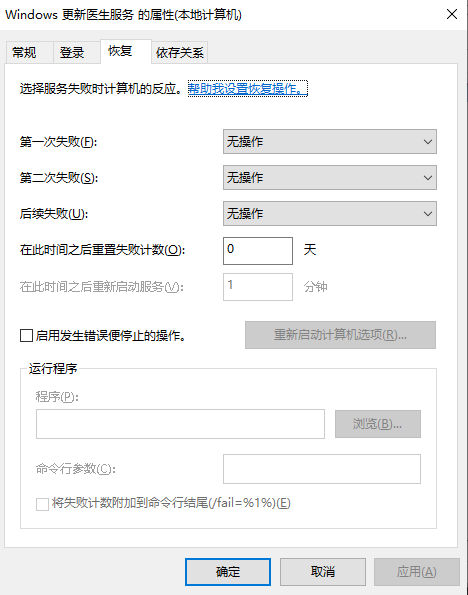 Windows 更新医生服务 的属性(本地计算机)
常规 登录 恢复 依存关系
选择服务失败时计算机的反应。帮助我设置恢复操作。
第一次失败(F): 无操作
第二次失败(S): 无操作
后续失败(U): 无操作
在此时间之后重置失败计数(O): 0 天
在此时间之后重新启动服务(V): 1 分钟
启用发生错误便停止的操作。 重新启动计算机选项(R)...
运行程序
程序(P):
浏览(B)...
命令行参数(C):
将失败计数附加到命令行结尾(/fail=%1%)(E)
确定 取消 应用(A)